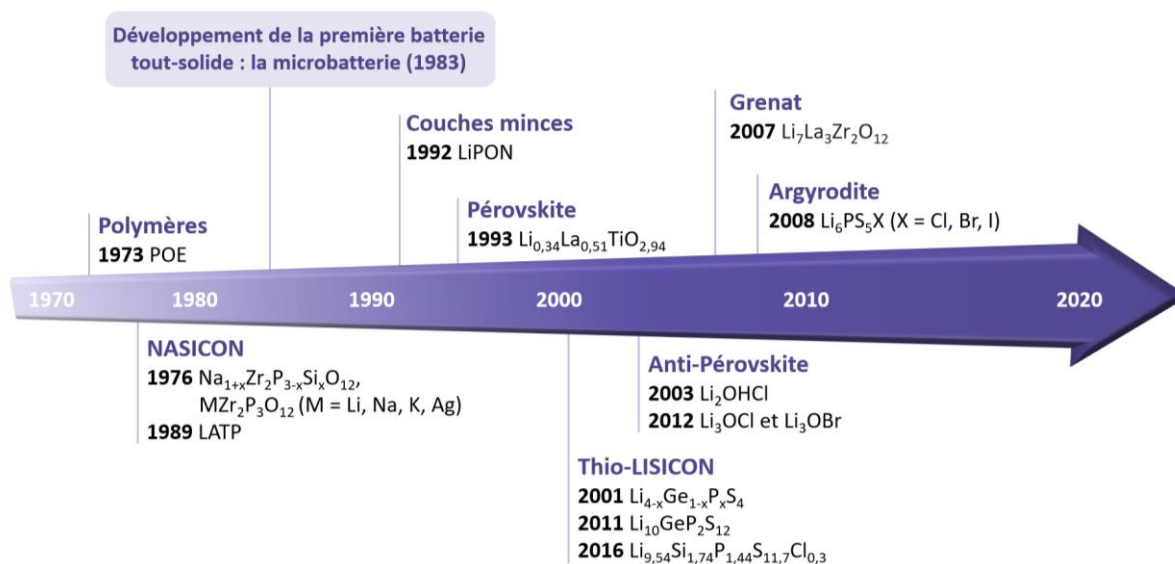 Développement de la première batterie
tout-solide : la microbatterie (1983)
Grenat
2007 Li₇La₃Zr₂O₁₂
Couches minces
1992 LiPON
Argyrodite
2008 Li₆PS₅X (X = Cl, Br, I)
Polymères
1973 POE
Pérovskite
1993 Li₀,₃₄La₀,₅₁TiO₂,₉₄
1970 1980 1990 2000 2010 2020
NASICON
1976 Na₁₊ₓZr₂P₃₋ₓSiₓO₁₂,
MZr₂P₃O₁₂ (M = Li, Na, K, Ag)
1989 LATP
Anti-Pérovskite
2003 Li₂OHCl
2012 Li₃OCl et Li₃OBr
Thio-LISICON
2001 Li₄₋ₓGe₁₋ₓPₓS₄
2011 Li₁₀GeP₂S₁₂
2016 Li₉,₅₄Si₁,₇₄P₁,₄₄S₁₁,₇Cl₀,₃